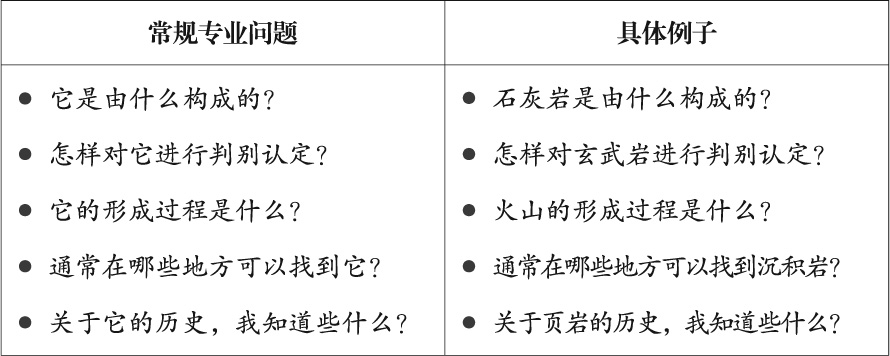 常规专业问题
具体例子
● 它是由什么构成的？
● 石灰岩是由什么构成的？
● 怎样对它进行判别认定？
● 怎样对玄武岩进行判别认定？
● 它的形成过程是什么？
● 火山的形成过程是什么？
● 通常在哪些地方可以找到它？
● 通常在哪些地方可以找到沉积岩？
● 关于它的历史，我知道些什么？
● 关于页岩的历史，我知道些什么？